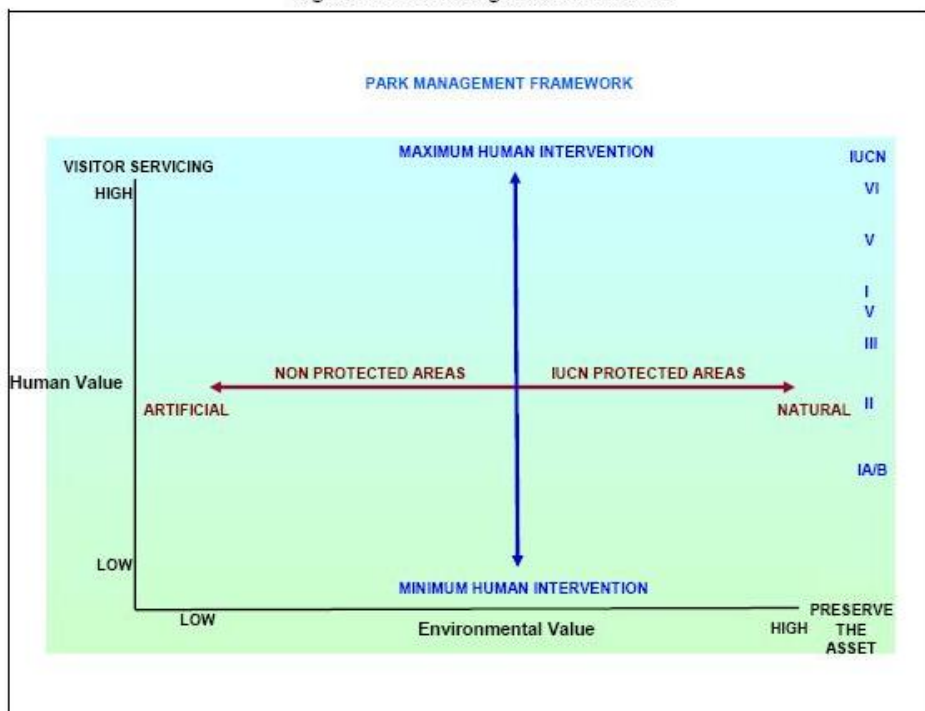 PARK MANAGEMENT FRAMEWORK
MAXIMUM HUMAN INTERVENTION
IUCN
VISITOR SERVICING
HIGH
VI
V
I
V
III
Human Value
NON PROTECTED AREAS
IUCN PROTECTED AREAS
ARTIFICIAL
NATURAL
II
IA/B
LOW
MINIMUM HUMAN INTERVENTION
LOW
Environmental Value
HIGH
PRESERVE
THE
ASSET